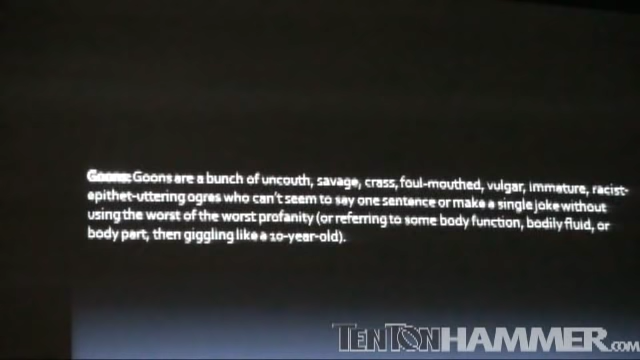 Goons: Goons are a bunch of uncouth, savage, crass, foul-mouthed, vulgar, immature, racist-
epithet-uttering ogres who can't seem to say one sentence or make a single joke without
using the worst of the worst profanity (or referring to some body function, bodily fluid, or
body part, then giggling like a 10-year-old).
TENTONHAMMER.COM